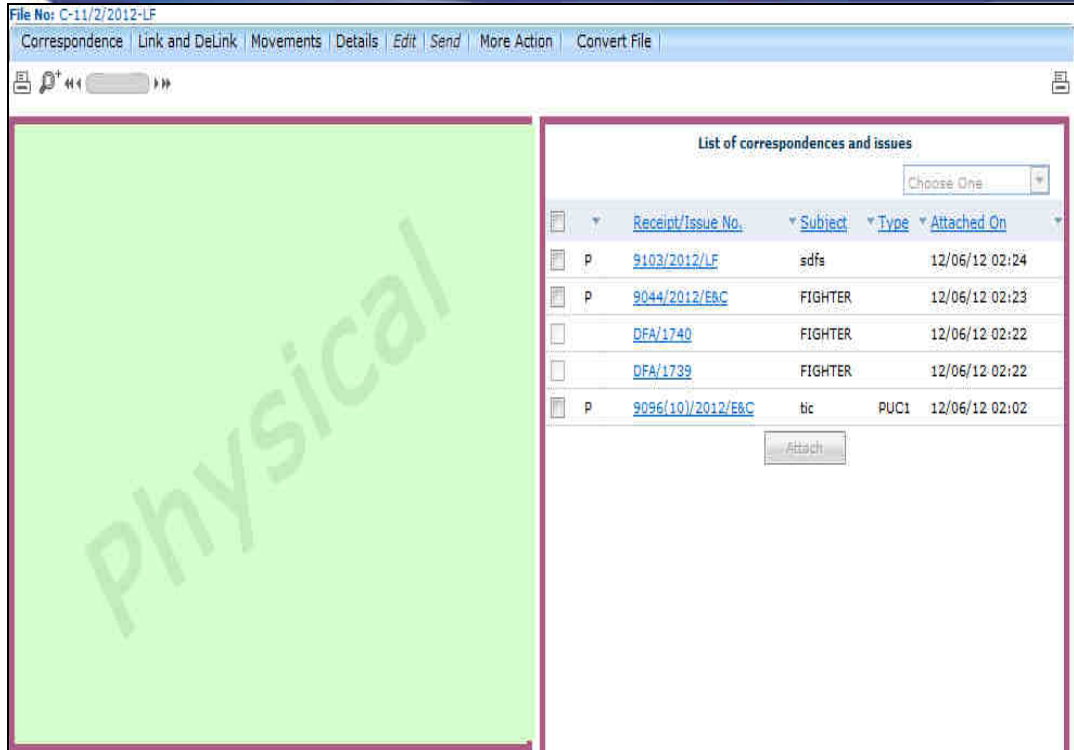 File No: C-11/2/2012-LF
Correspondence | Link and DeLink | Movements | Details | Edit | Send | More Action | Convert File |
List of correspondences and issues
Choose One
Receipt/Issue No. Subject Type Attached On
P 9103/2012/LF sdfs 12/06/12 02:24
P 9044/2012/E&C FIGHTER 12/06/12 02:23
DFA/1740 FIGHTER 12/06/12 02:22
DFA/1739 FIGHTER 12/06/12 02:22
P 9096(10)/2012/E&C tic PUC1 12/06/12 02:02
Attach
Physical